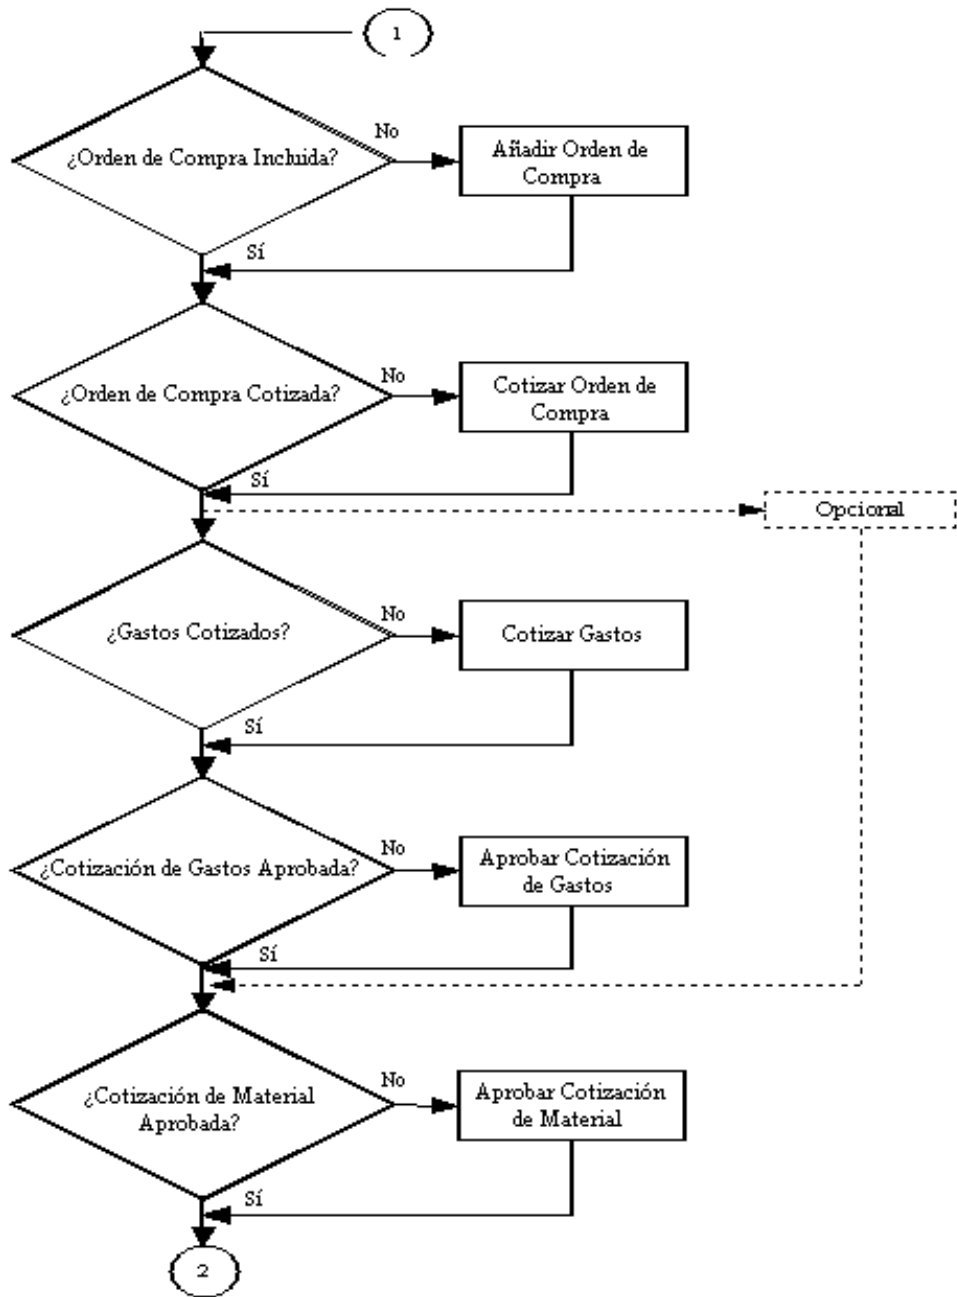 1
¿Orden de Compra Incluida?
No
Añadir Orden de
Compra
Sí
¿Orden de Compra Cotizada?
No
Cotizar Orden de
Compra
Sí
Opcional
¿Gastos Cotizados?
No
Cotizar Gastos
Sí
¿Cotización de Gastos Aprobada?
No
Aprobar Cotización
de Gastos
Sí
¿Cotización de Material
Aprobada?
No
Aprobar Cotización
de Material
Sí
2